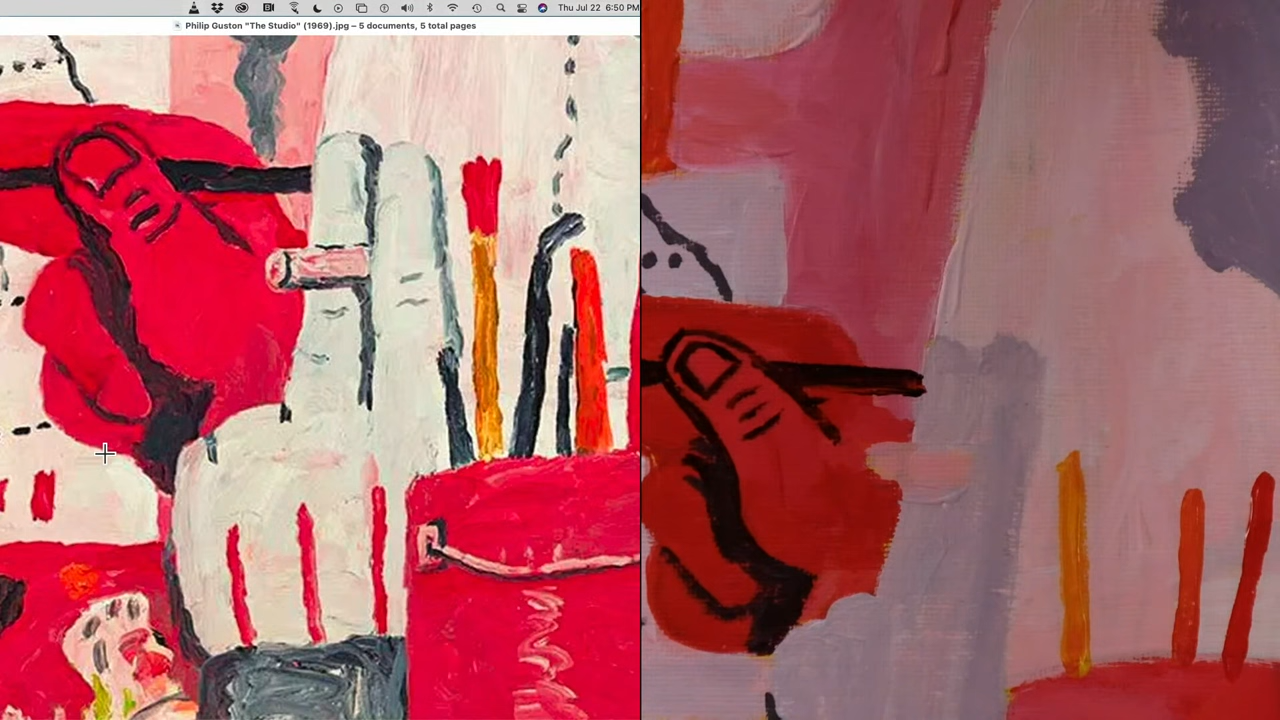 Thu Jul 22 6:50 PM
Philip Guston "The Studio" (1969).jpg – 5 documents, 5 total pages